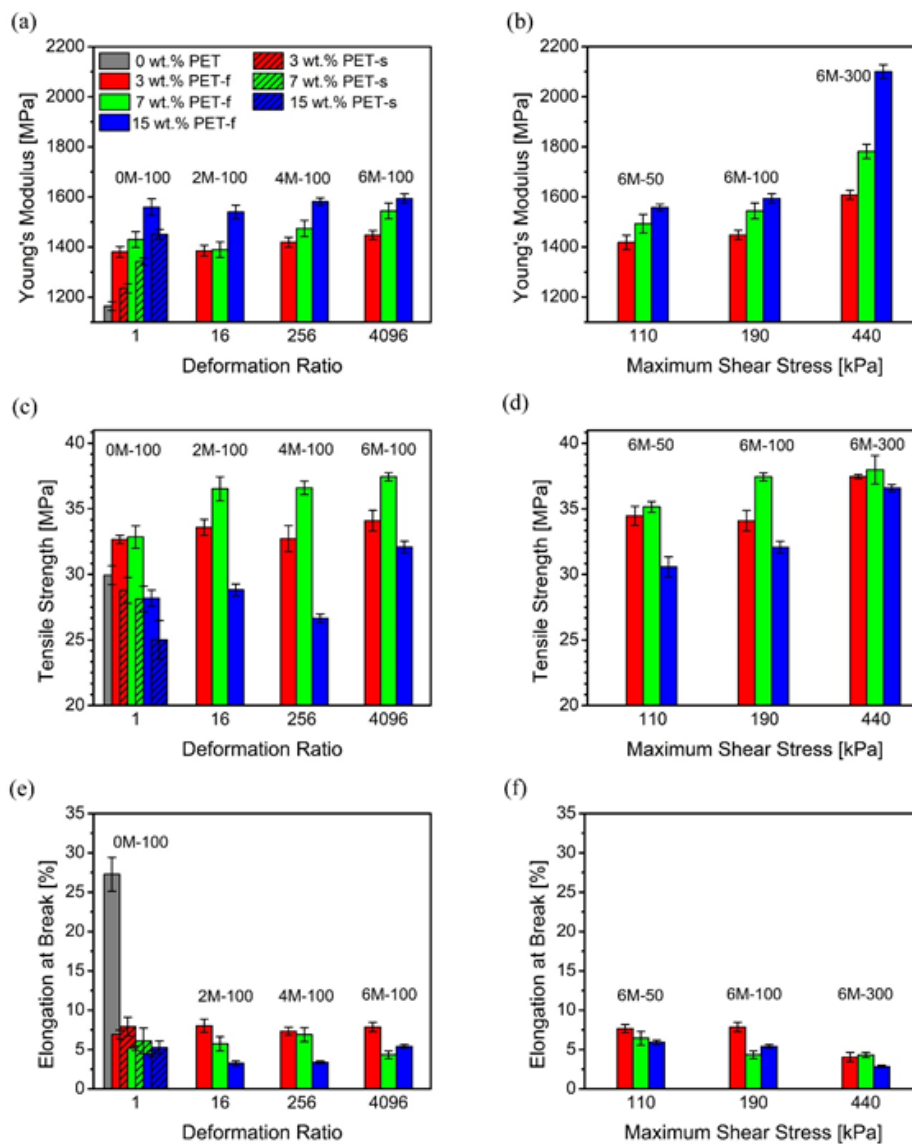 (a)
2200
2000
1800
1600
1400
1200
Young's Modulus [MPa]
0 wt.% PET
3 wt.% PET-f
7 wt.% PET-f
15 wt.% PET-f
3 wt.% PET-s
7 wt.% PET-s
15 wt.% PET-s
0M-100
2M-100
4M-100
6M-100
1
16
256
4096
Deformation Ratio
(b)
2200
2000
1800
1600
1400
1200
Young's Modulus [MPa]
6M-50
6M-100
6M-300
110
190
440
Maximum Shear Stress [kPa]
(c)
40
35
30
25
20
Tensile Strength [MPa]
0M-100
2M-100
4M-100
6M-100
1
16
256
4096
Deformation Ratio
(d)
40
35
30
25
20
Tensile Strength [MPa]
6M-50
6M-100
6M-300
110
190
440
Maximum Shear Stress [kPa]
(e)
35
30
25
20
15
10
5
0
Elongation at Break [%]
0M-100
2M-100
4M-100
6M-100
1
16
256
4096
Deformation Ratio
(f)
35
30
25
20
15
10
5
0
Elongation at Break [%]
6M-50
6M-100
6M-300
110
190
440
Maximum Shear Stress [kPa]